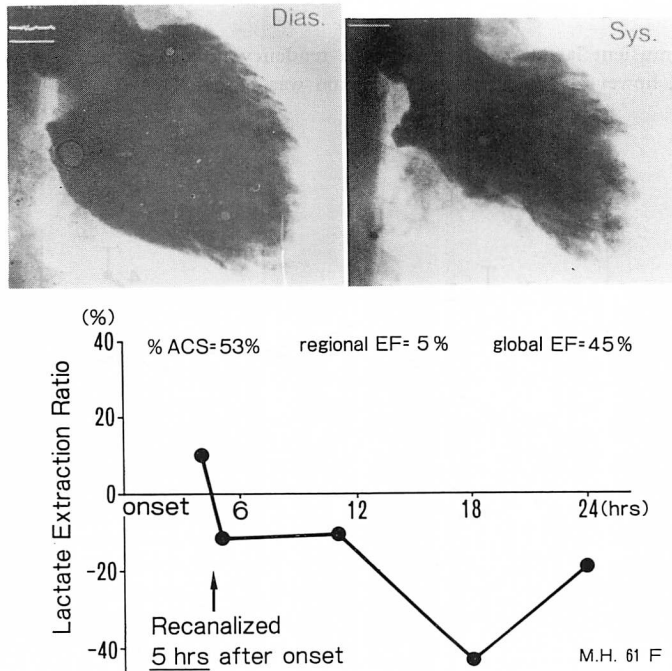 Dias.
Sys.
(%)
% ACS=53%    regional EF= 5%    global EF=45%
Lactate Extraction Ratio
40
20
0
-20
-40
onset 6 12 18 24(hrs)
Recanalized
5 hrs after onset
M.H. 61 F